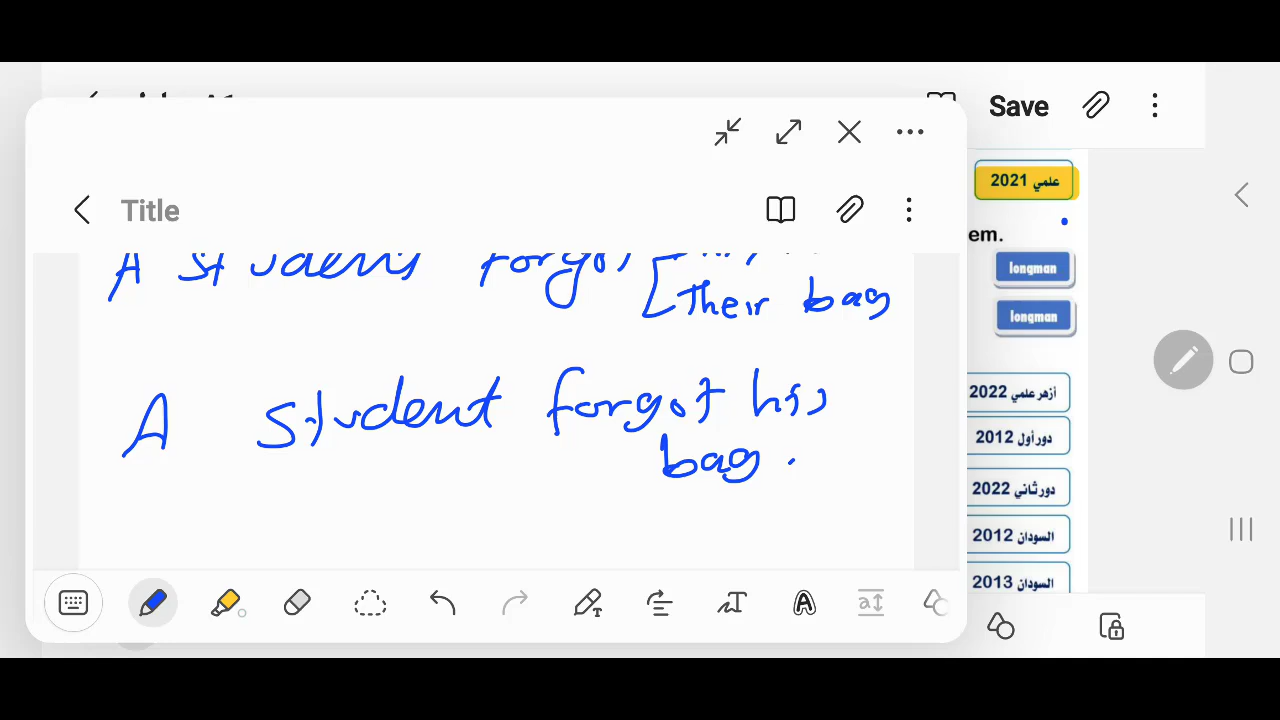 Save
علمي 2021
Title
em.
longman
A student forgot
Their bag
longman
A student forgot his
bag.
أزهر علمي 2022
دور أول 2012
دور ثاني 2022
السودان 2012
السودان 2013